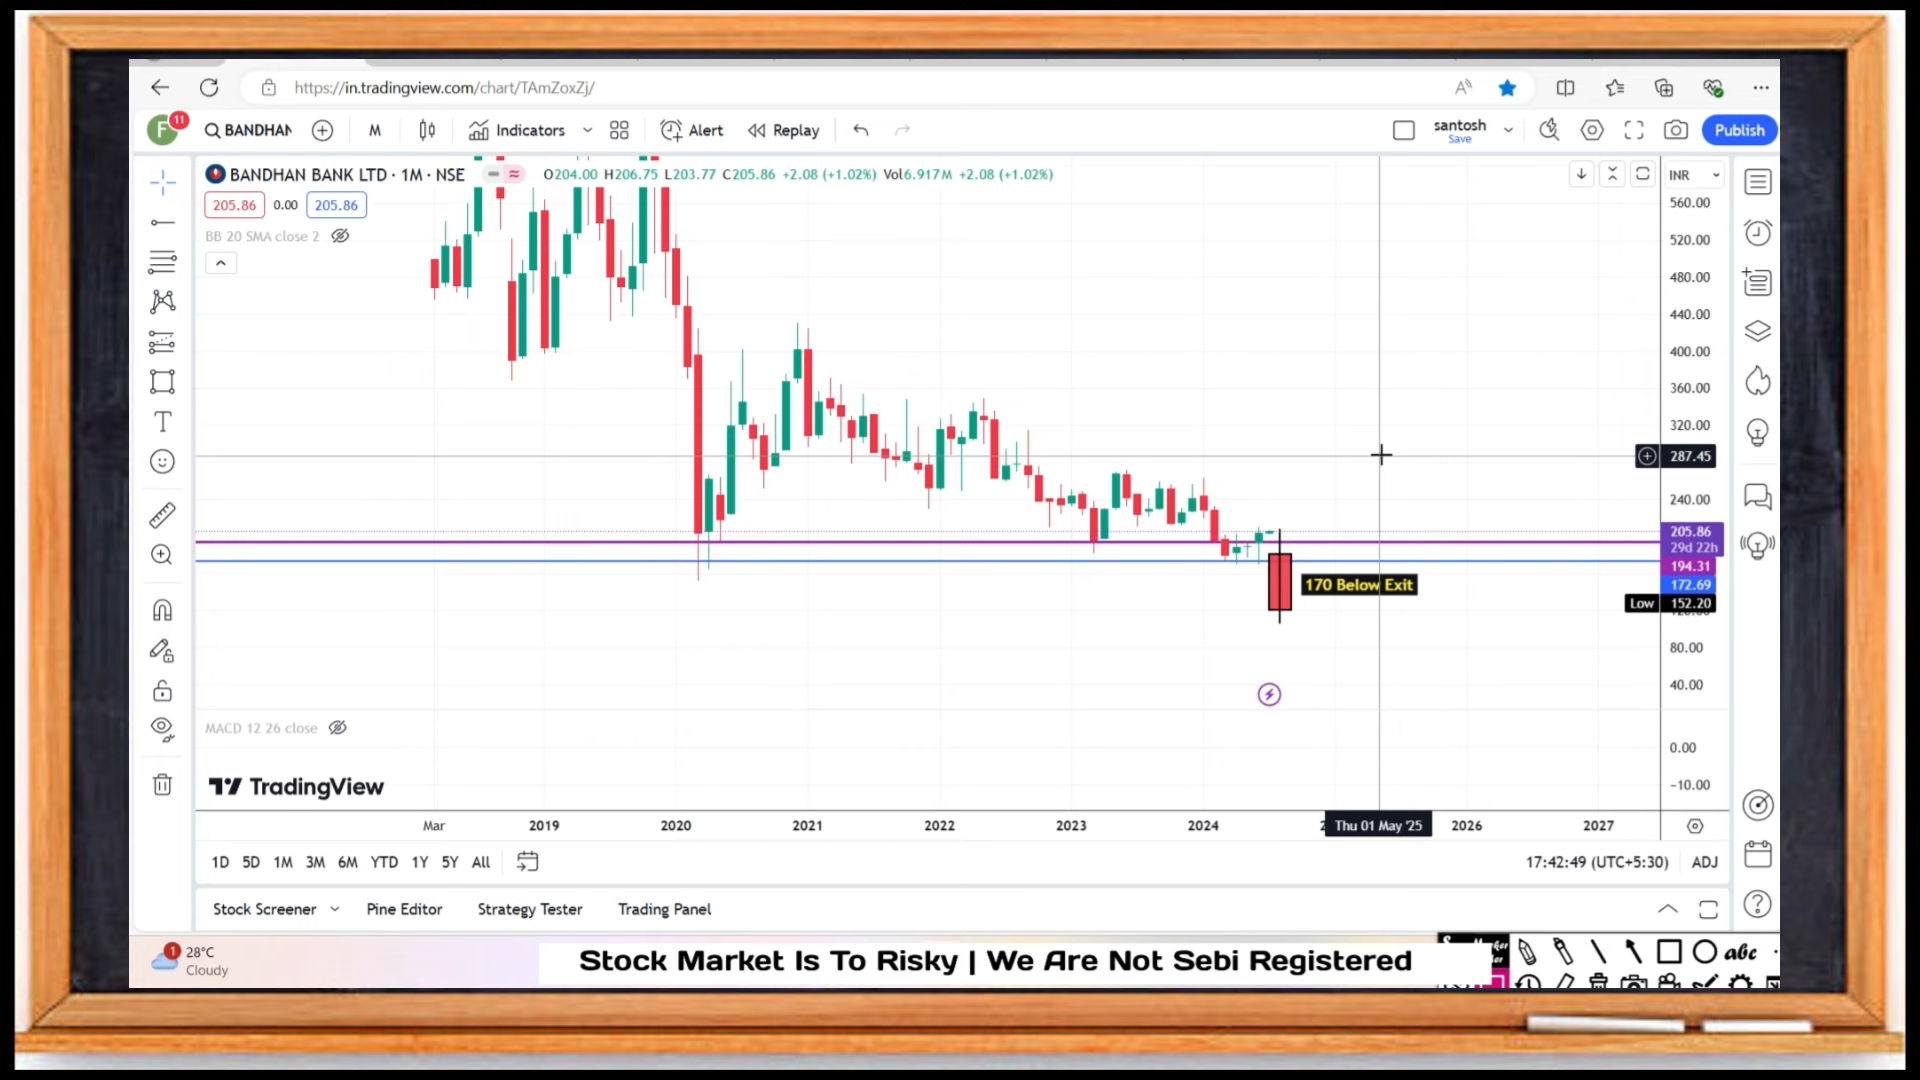 https://in.tradingview.com/chart/TAmZoxZj/
F 11 BANDHAN M Indicators Alert Replay santosh Save Publish
BANDHAN BANK LTD · 1M · NSE O204.00 H206.75 L203.77 C205.86 +2.08 (+1.02%) Vol6.917M +2.08 (+1.02%) INR
205.86 0.00 205.86
BB 20 SMA close 2
560.00
520.00
480.00
440.00
400.00
360.00
320.00
287.45
240.00
205.86
29d 22h
194.31
172.69
170 Below Exit
Low 152.20
80.00
40.00
MACD 12 26 close
0.00
-10.00
TradingView
Mar 2019 2020 2021 2022 2023 2024 Thu 01 May '25 2026 2027
1D 5D 1M 3M 6M YTD 1Y 5Y All 17:42:49 (UTC+5:30) ADJ
Stock Screener Pine Editor Strategy Tester Trading Panel
1 28°C
Cloudy
Stock Market Is To Risky | We Are Not Sebi Registered
abc